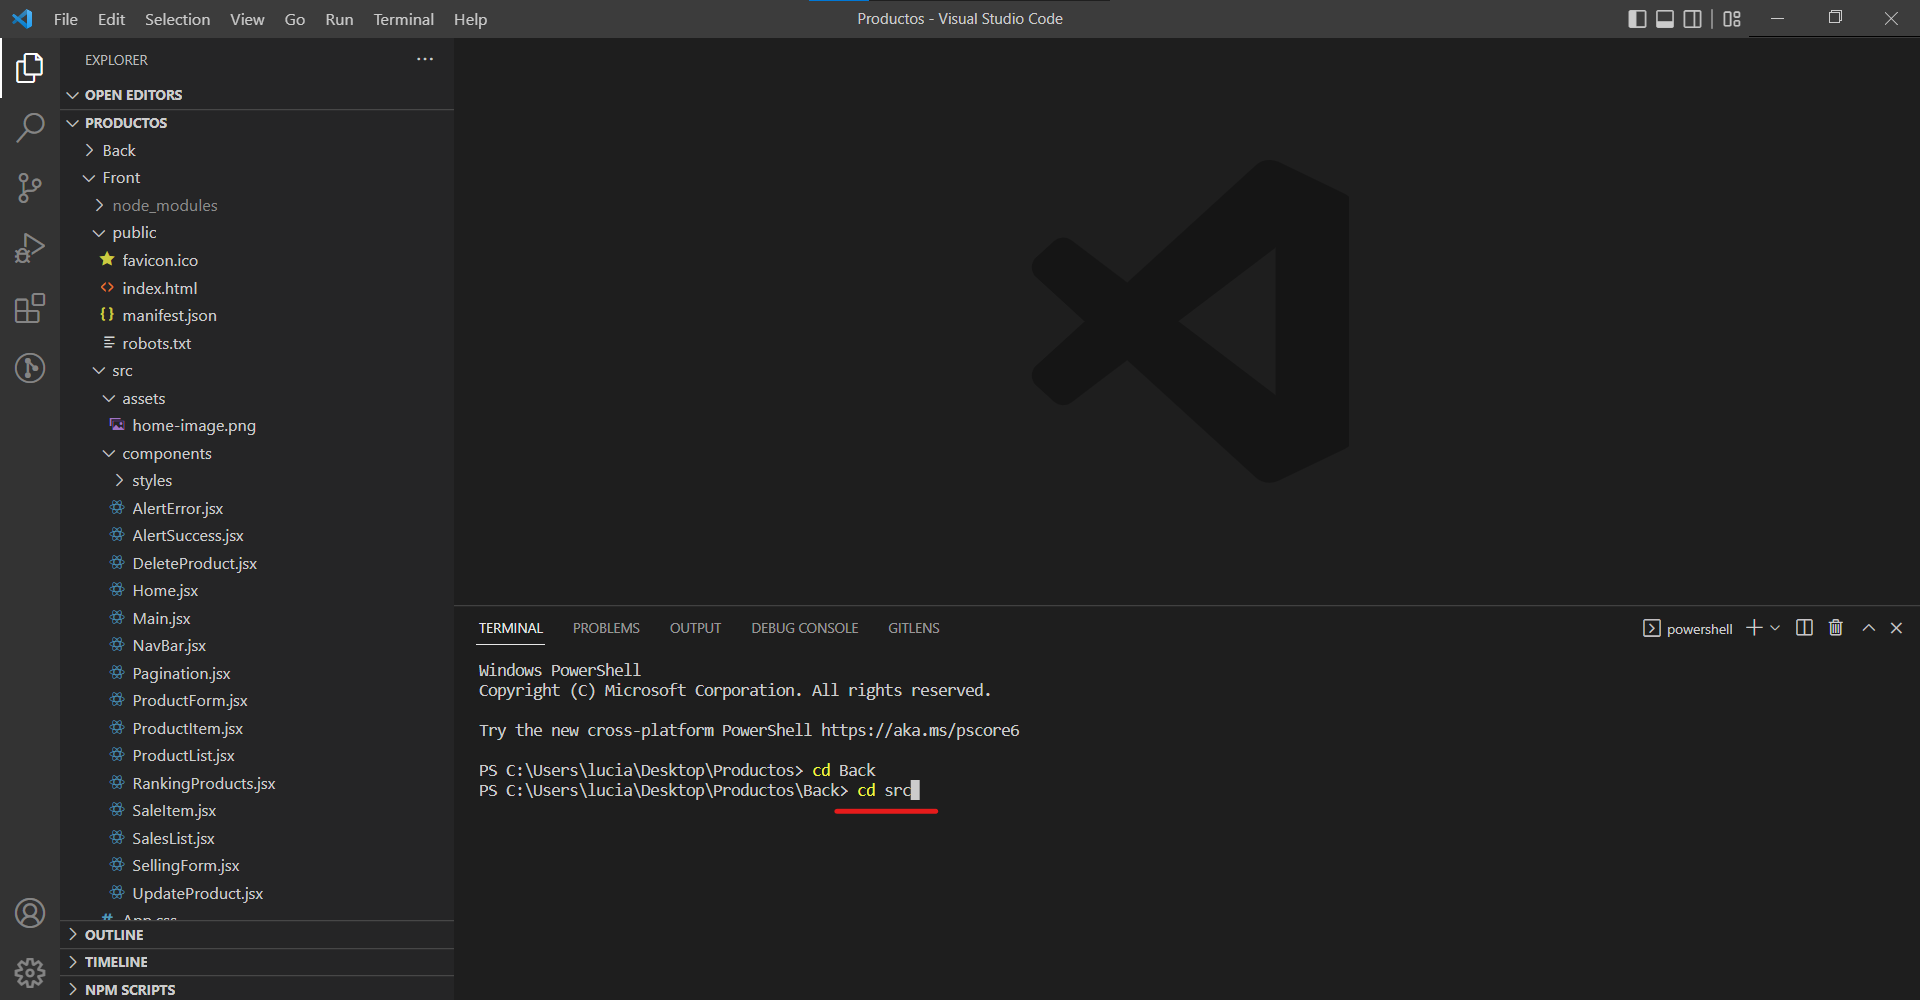 File Edit Selection View Go Run Terminal Help
Productos - Visual Studio Code
EXPLORER
OPEN EDITORS
PRODUCTOS
Back
Front
node_modules
public
favicon.ico
index.html
manifest.json
robots.txt
src
assets
home-image.png
components
styles
AlertError.jsx
AlertSuccess.jsx
DeleteProduct.jsx
Home.jsx
Main.jsx
NavBar.jsx
Pagination.jsx
ProductForm.jsx
ProductItem.jsx
ProductList.jsx
RankingProducts.jsx
SaleItem.jsx
SalesList.jsx
SellingForm.jsx
UpdateProduct.jsx
App.css
OUTLINE
TIMELINE
NPM SCRIPTS
TERMINAL PROBLEMS OUTPUT DEBUG CONSOLE GITLENS
powershell
Windows PowerShell
Copyright (C) Microsoft Corporation. All rights reserved.
Try the new cross-platform PowerShell https://aka.ms/pscore6
PS C:\Users\lucia\Desktop\Productos> cd Back
PS C:\Users\lucia\Desktop\Productos\Back> cd src